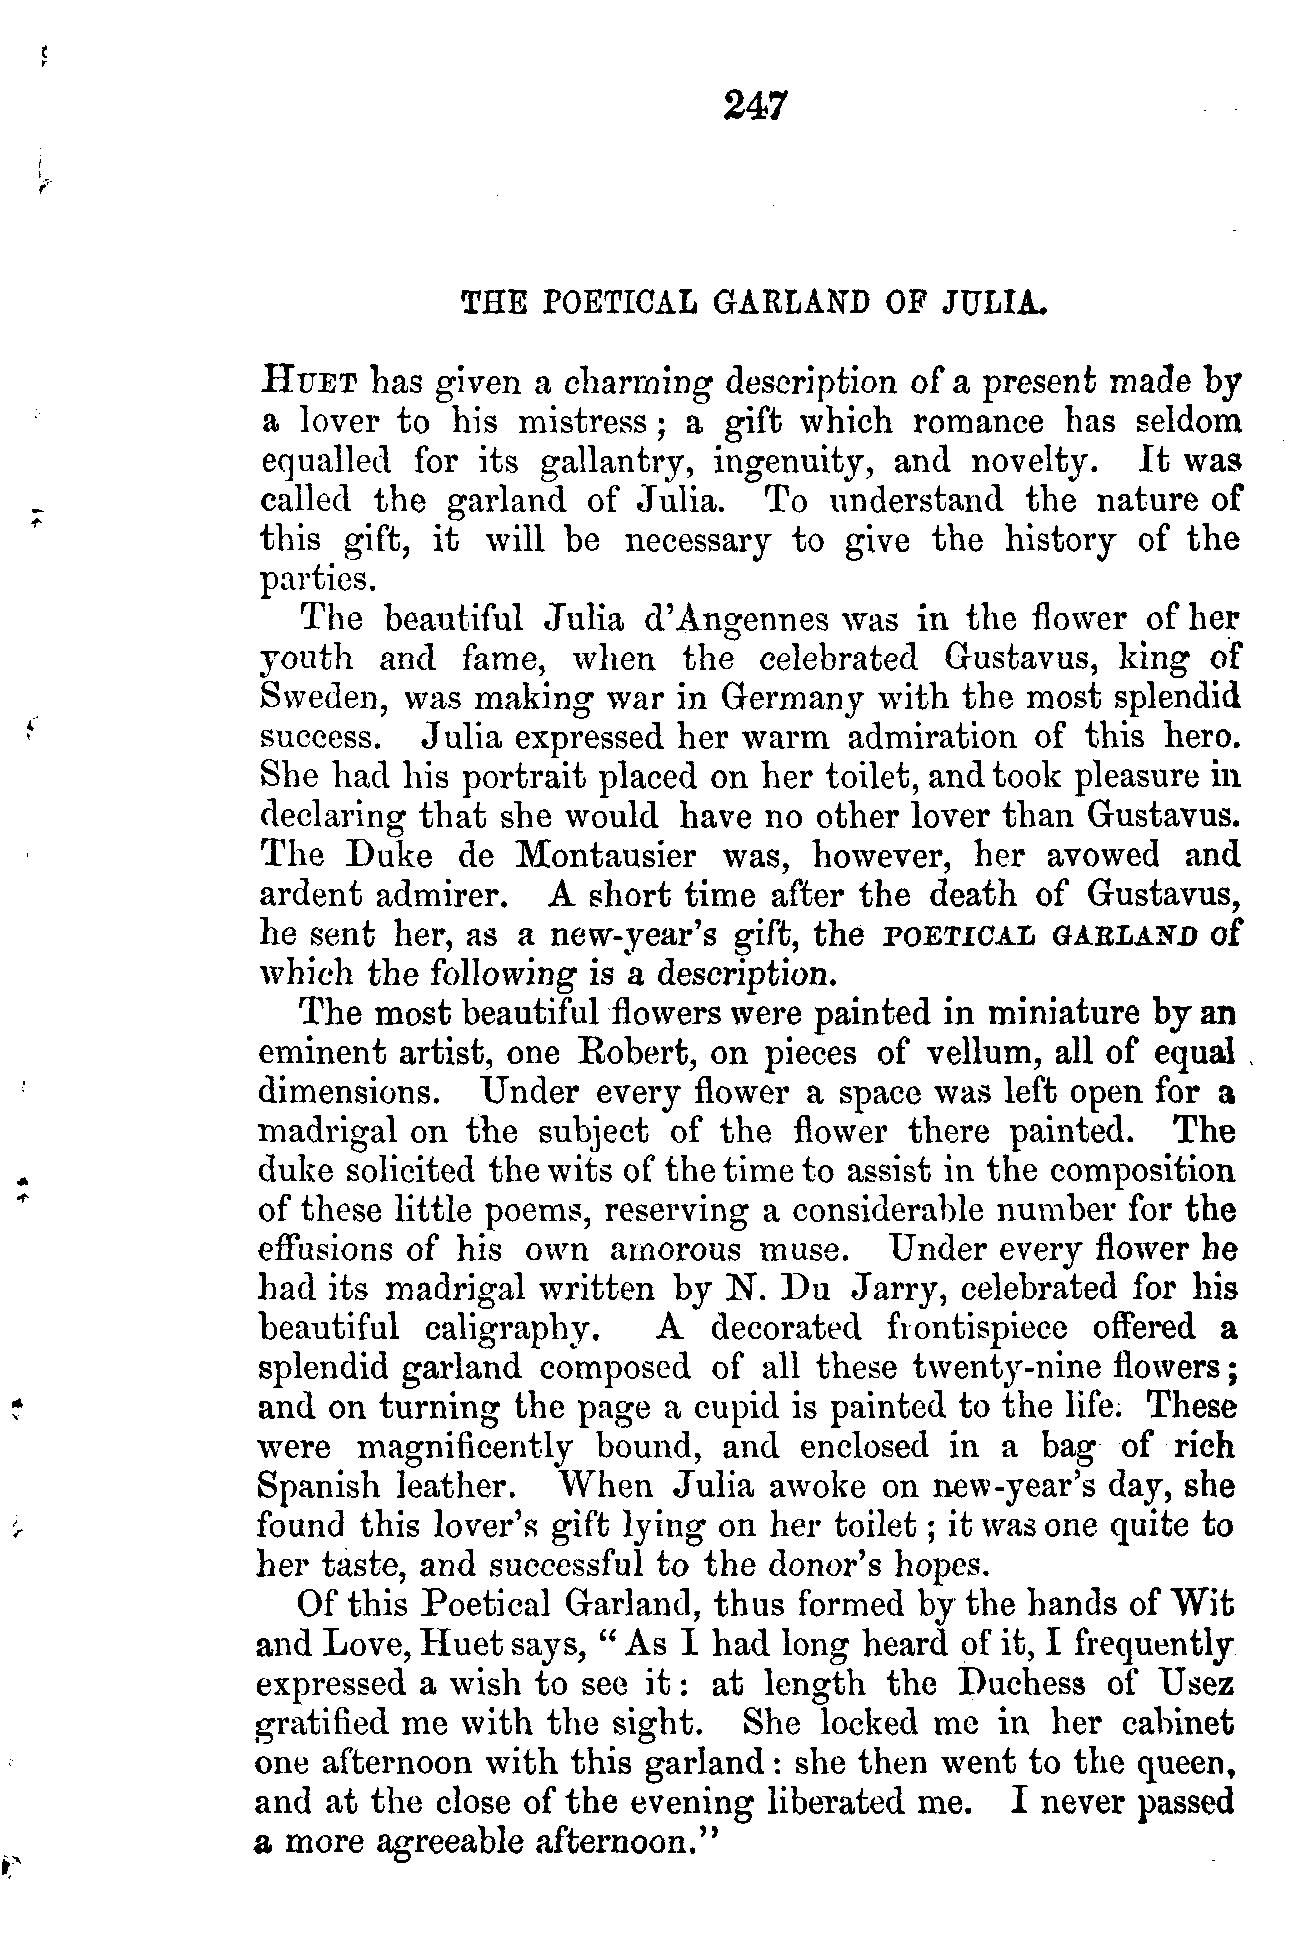 247
THE POETICAL GARLAND OF JULIA.
HUET has given a charming description of a present made by
a lover to his mistress; a gift which romance has seldom
equalled for its gallantry, ingenuity, and novelty. It was
called the garland of Julia. To understand the nature of
this gift, it will be necessary to give the history of the
parties.
The beautiful Julia d'Angennes was in the flower of her
youth and fame, when the celebrated Gustavus, king of
Sweden, was making war in Germany with the most splendid
success. Julia expressed her warm admiration of this hero.
She had his portrait placed on her toilet, and took pleasure in
declaring that she would have no other lover than Gustavus.
The Duke de Montausier was, however, her avowed and
ardent admirer. A short time after the death of Gustavus,
he sent her, as a new-year's gift, the POETICAL GARLAND of
which the following is a description.
The most beautiful flowers were painted in miniature by an
eminent artist, one Robert, on pieces of vellum, all of equal
dimensions. Under every flower a space was left open for a
madrigal on the subject of the flower there painted. The
duke solicited the wits of the time to assist in the composition
of these little poems, reserving a considerable number for the
effusions of his own amorous muse. Under every flower he
had its madrigal written by N. Du Jarry, celebrated for his
beautiful caligraphy. A decorated frontispiece offered a
splendid garland composed of all these twenty-nine flowers;
and on turning the page a cupid is painted to the life. These
were magnificently bound, and enclosed in a bag of rich
Spanish leather. When Julia awoke on new-year's day, she
found this lover's gift lying on her toilet; it was one quite to
her taste, and successful to the donor's hopes.
Of this Poetical Garland, thus formed by the hands of Wit
and Love, Huet says, "As I had long heard of it, I frequently
expressed a wish to see it: at length the Duchess of Usez
gratified me with the sight. She locked me in her cabinet
one afternoon with this garland: she then went to the queen,
and at the close of the evening liberated me. I never passed
a more agreeable afternoon."